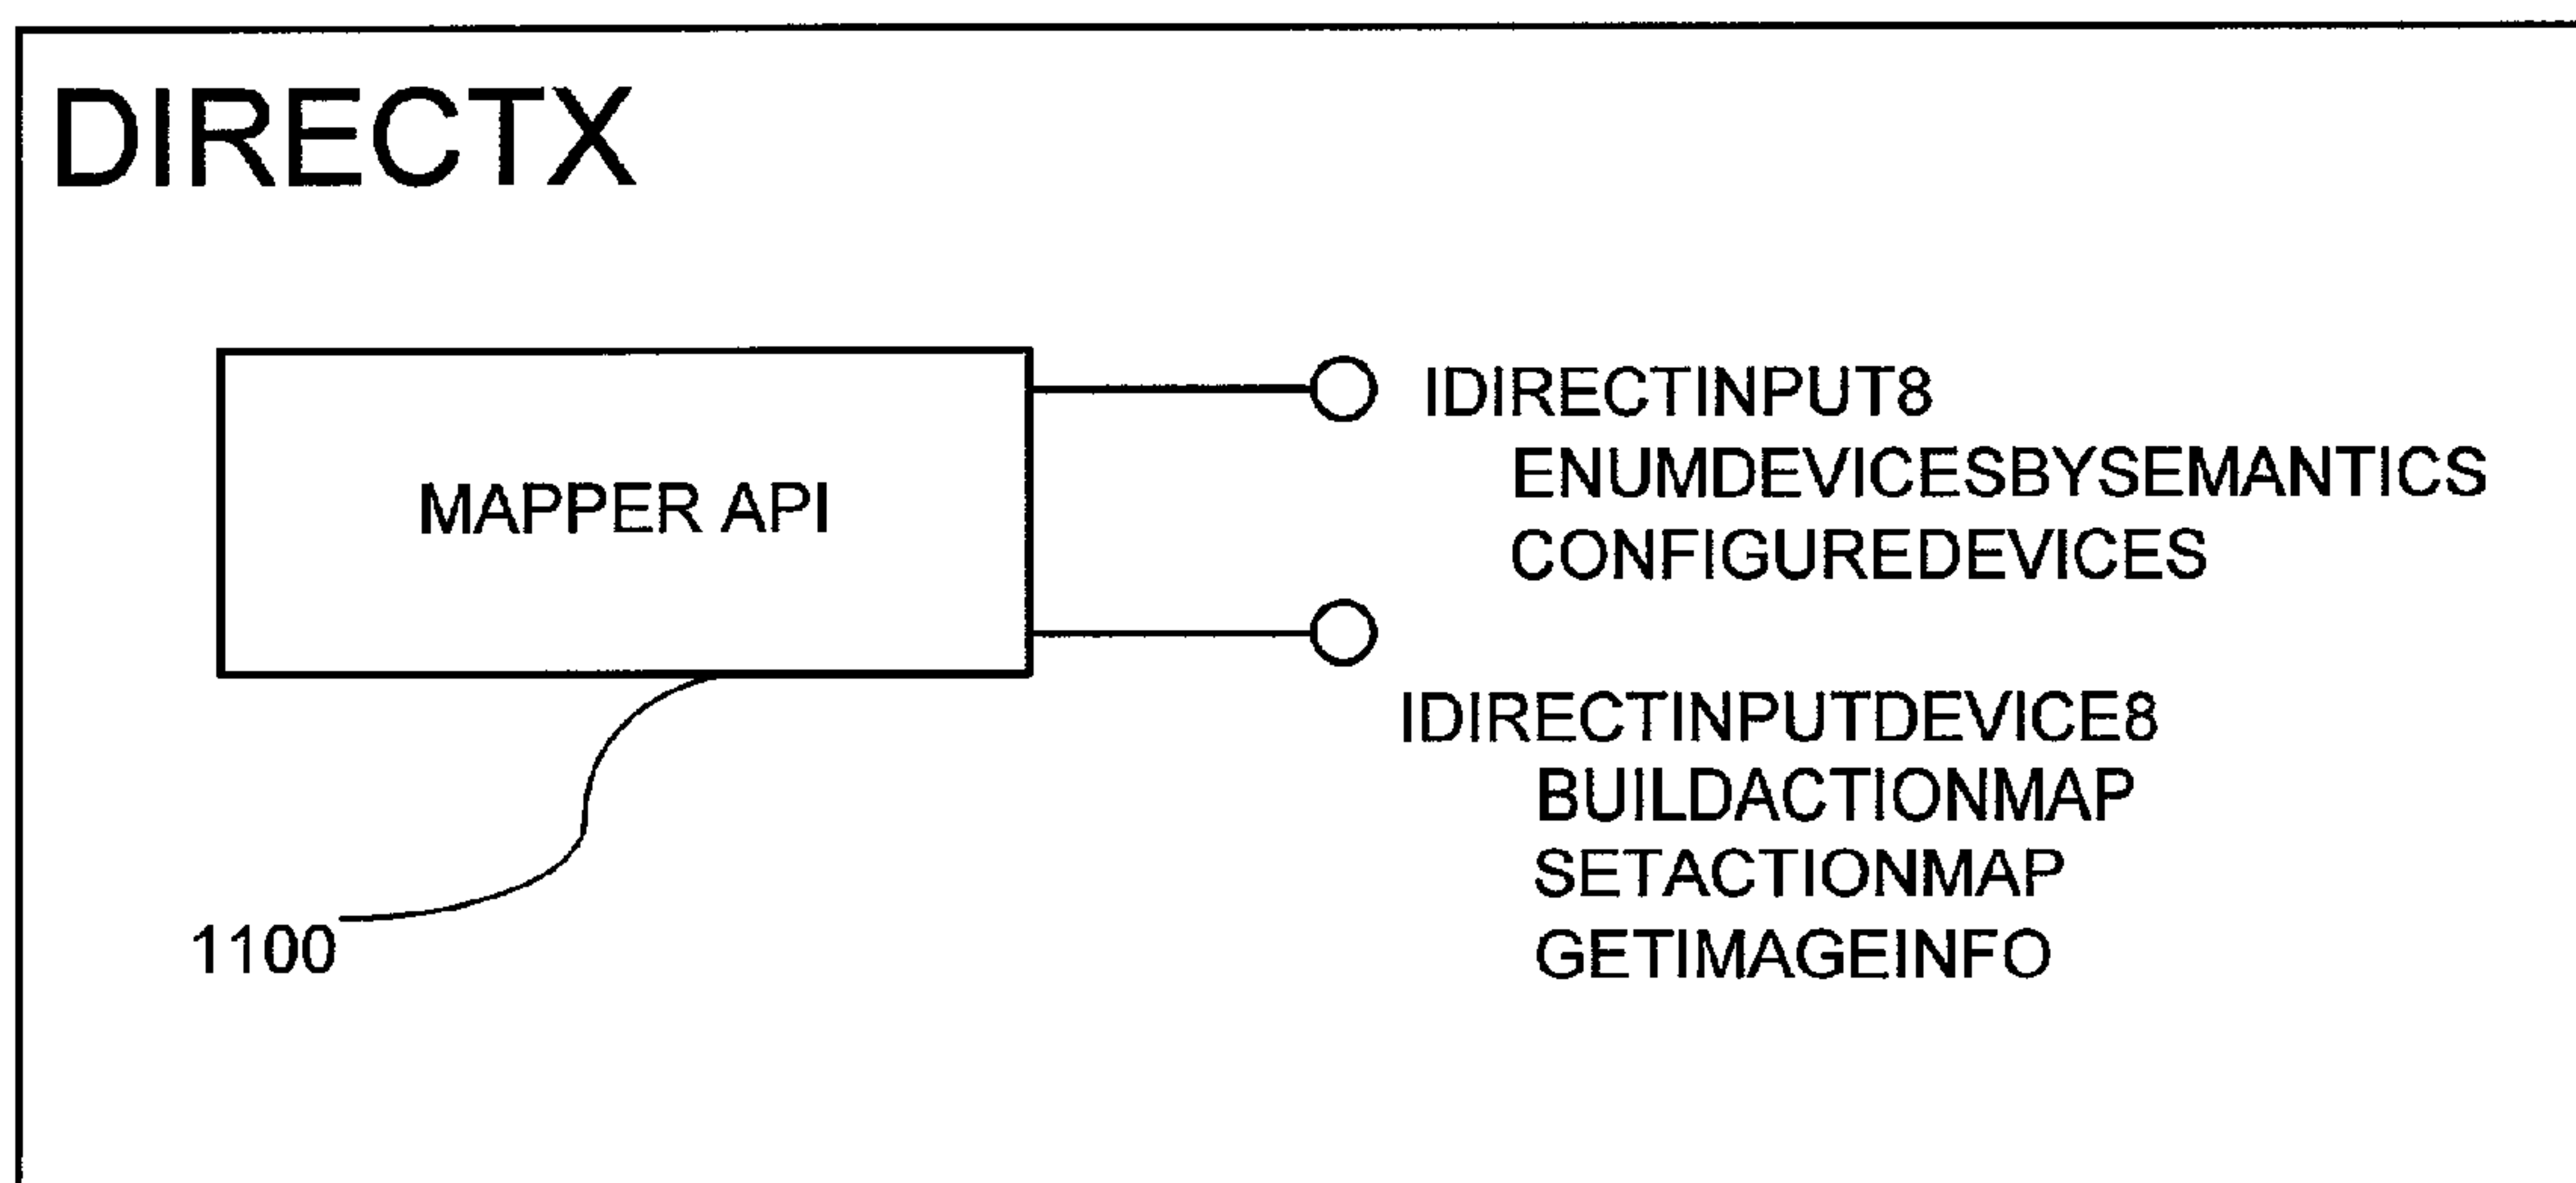 DIRECTX
MAPPER API
IDIRECTINPUT8
ENUMDEVICESBYSEMANTICS
CONFIGUREDEVICES
IDIRECTINPUTDEVICE8
BUILDACTIONMAP
SETACTIONMAP
GETIMAGEINFO
1100